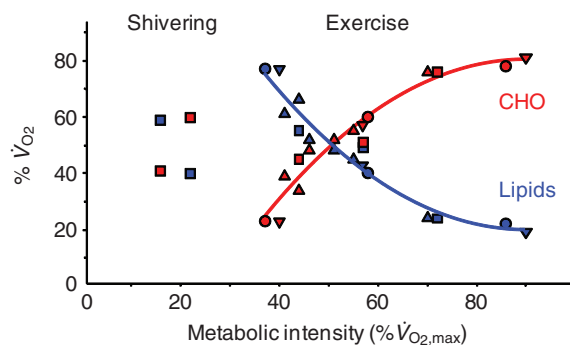 Shivering Exercise
80
60
40
20
0
% V̇O2
CHO
Lipids
0 20 40 60 80
Metabolic intensity (%V̇O2,max)